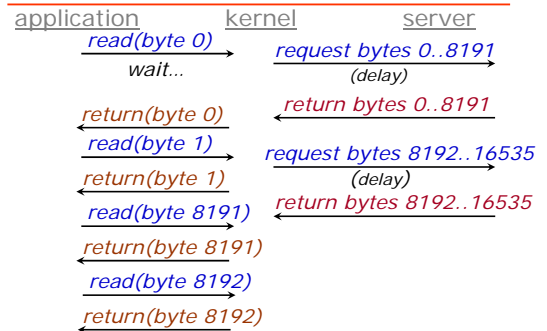 application kernel server
read(byte 0)
request bytes 0..8191
wait...
(delay)
return bytes 0..8191
return(byte 0)
read(byte 1)
request bytes 8192..16535
return(byte 1)
(delay)
return bytes 8192..16535
read(byte 8191)
return(byte 8191)
read(byte 8192)
return(byte 8192)